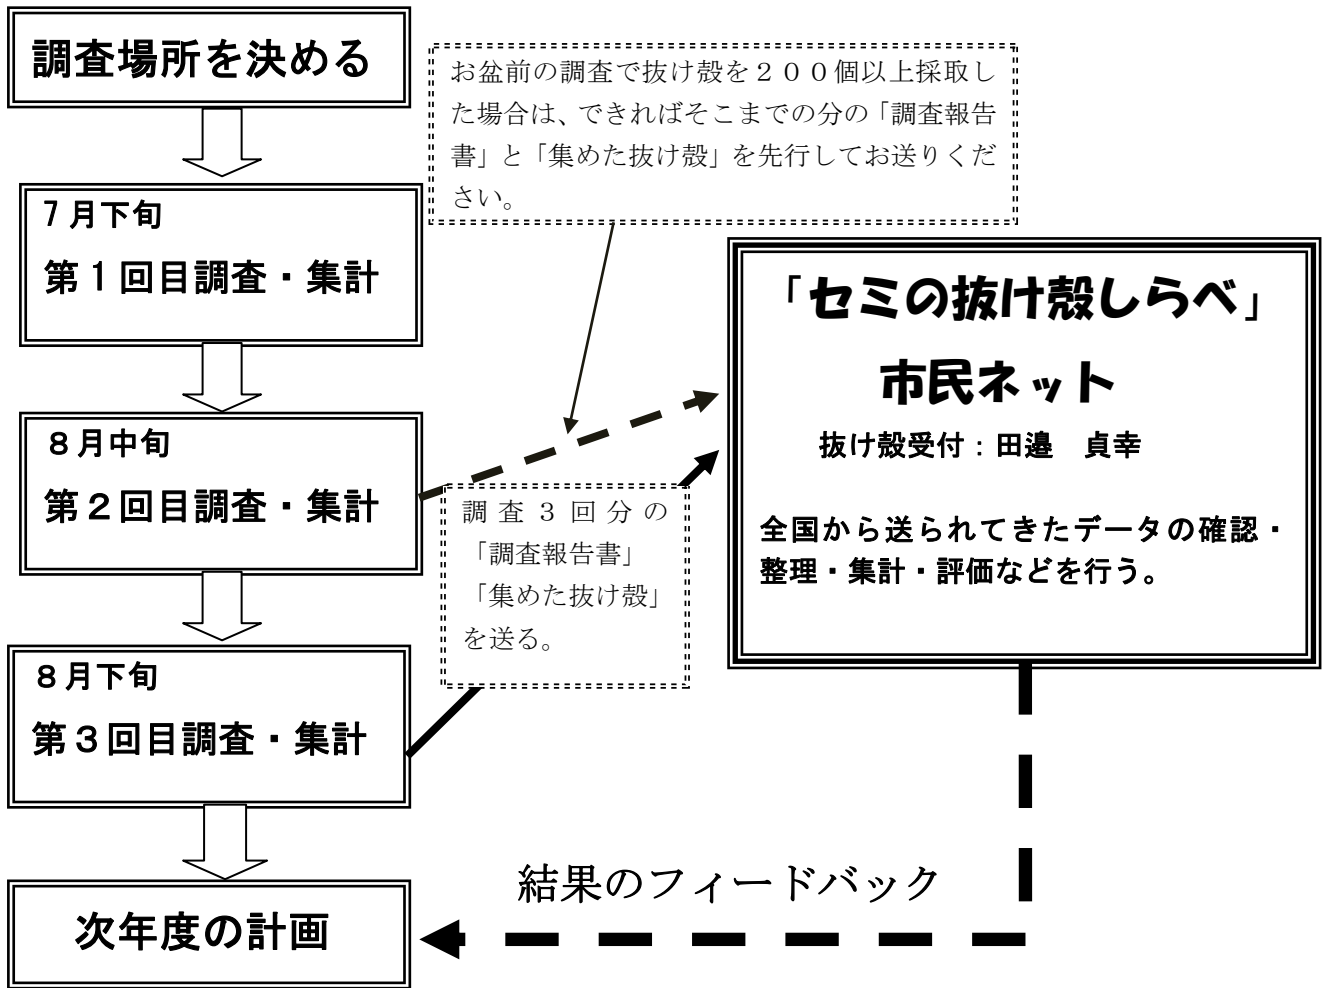 調査場所を決める
お盆前の調査で抜け殻を２００個以上採取し
た場合は、できればそこまでの分の「調査報告
書」と「集めた抜け殻」を先行してお送りくだ
さい。
７月下旬
第１回目調査・集計
８月中旬
第２回目調査・集計
調査３回分の
「調査報告書」
「集めた抜け殻」
を送る。
８月下旬
第３回目調査・集計
次年度の計画
「セミの抜け殻しらべ」
市民ネット
抜け殻受付：田邉　貞幸
全国から送られてきたデータの確認・
整理・集計・評価などを行う。
結果のフィードバック